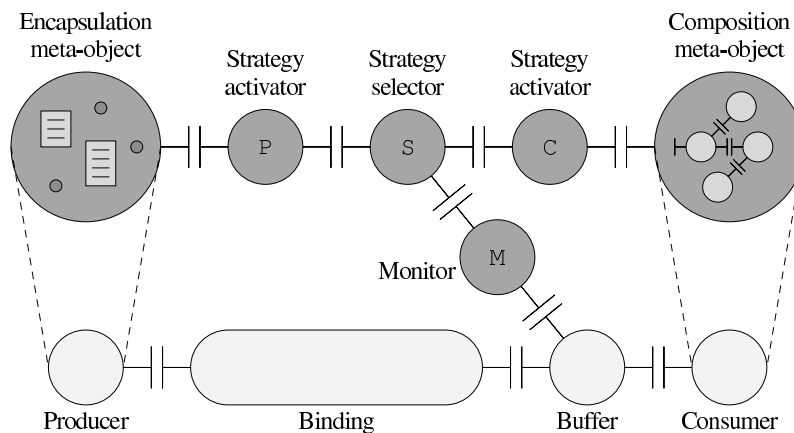 Encapsulation
meta-object
Strategy
activator
Strategy
selector
Strategy
activator
Composition
meta-object
P
S
C
Monitor
M
Producer
Binding
Buffer
Consumer